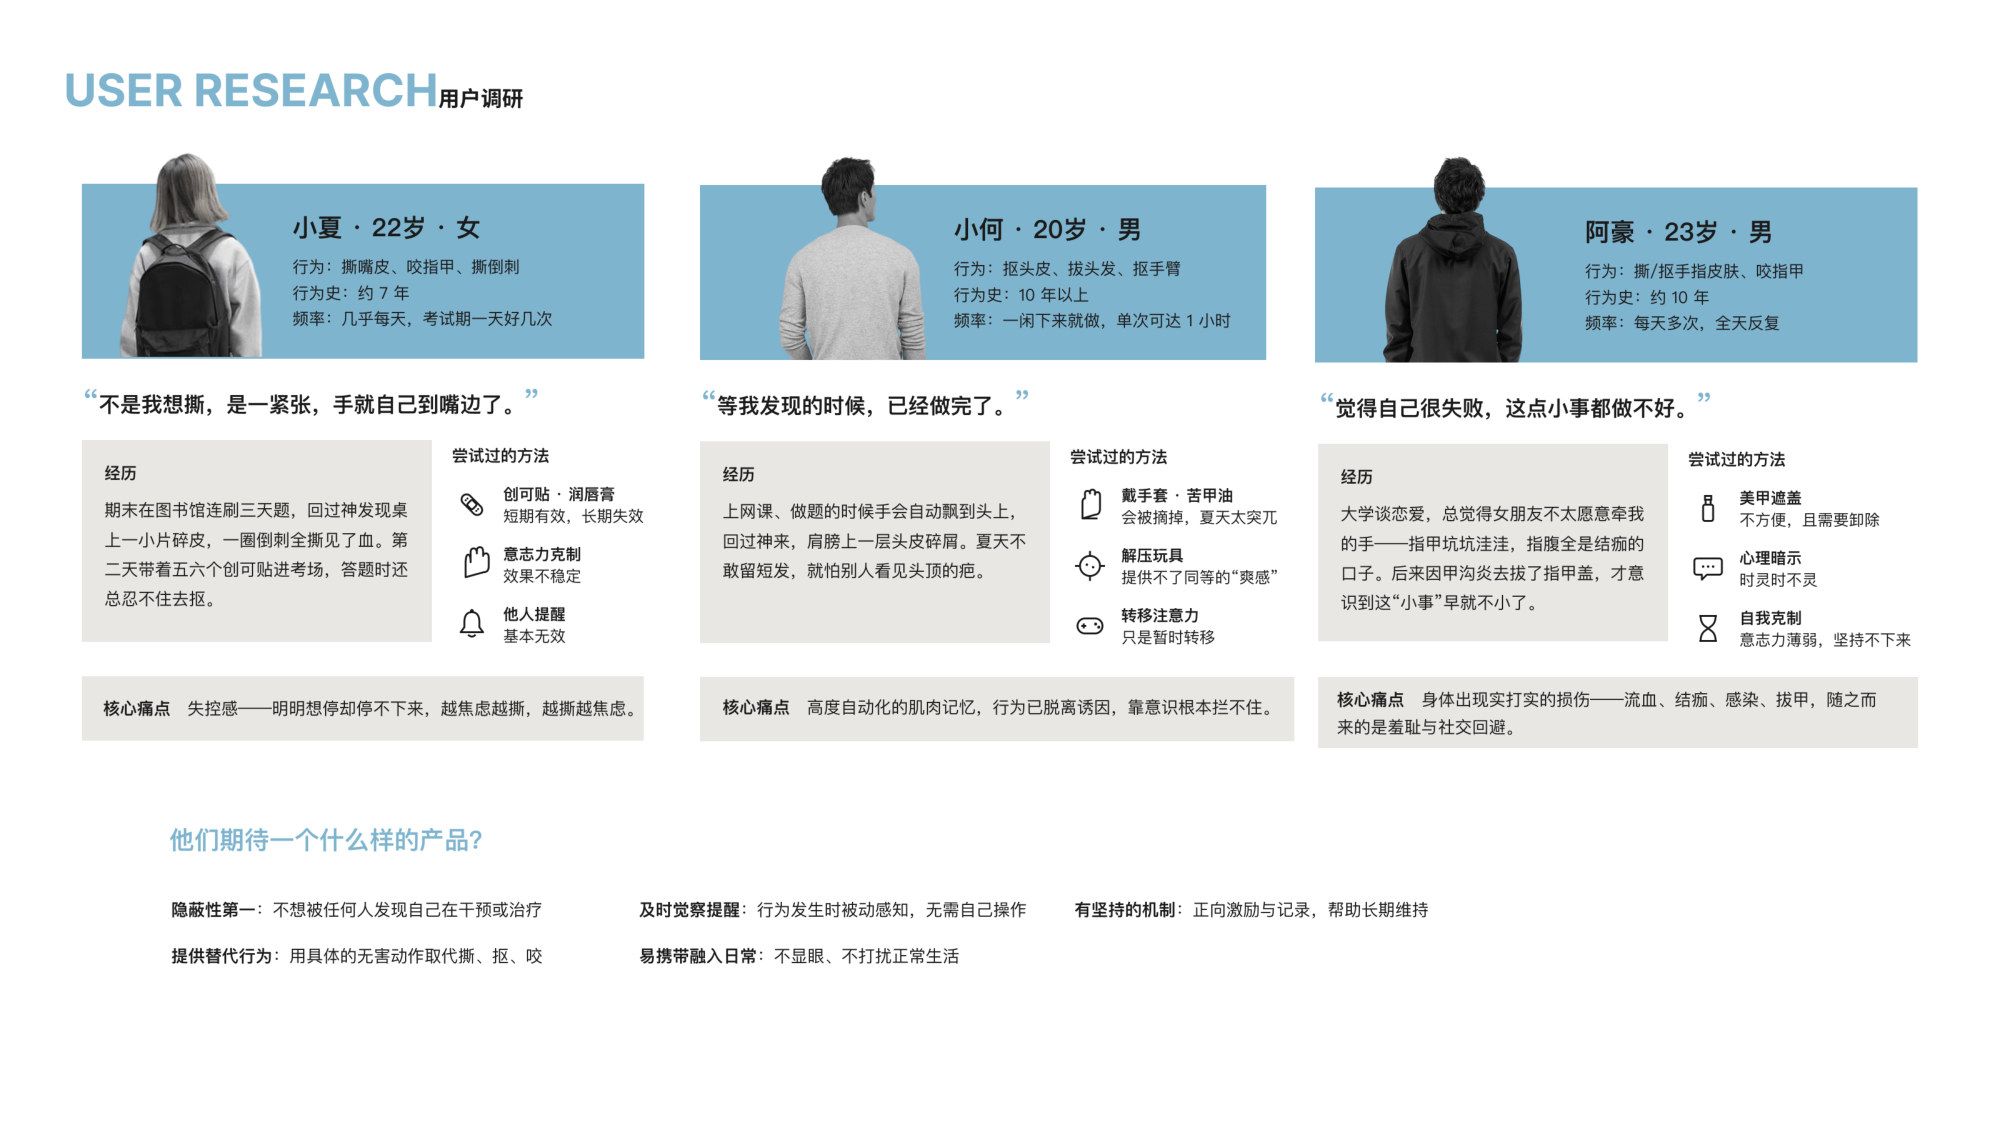 USER RESEARCH用户调研
小夏 · 22岁 · 女
行为：撕嘴皮、咬指甲、撕倒刺
行为史：约 7 年
频率：几乎每天，考试期一天好几次
“不是我想撕，是一紧张，手就自己到嘴边了。”
经历
期末在图书馆连刷三天题，回过神发现桌
上一小片碎皮，一圈倒刺全撕见了血。第
二天带着五六个创可贴进考场，答题时还
总忍不住去抠。
尝试过的方法
创可贴 · 润唇膏
短期有效，长期失效
意志力克制
效果不稳定
他人提醒
基本无效
核心痛点 失控感——明明想停却停不下来，越焦虑越撕，越撕越焦虑。
小何 · 20岁 · 男
行为：抠头皮、拔头发、抠手臂
行为史：10 年以上
频率：一闲下来就做，单次可达 1 小时
“等我发现的时候，已经做完了。”
经历
上网课、做题的时候手会自动飘到头上，
回过神来，肩膀上一层头皮碎屑。夏天不
敢留短发，就怕别人看见头顶的疤。
尝试过的方法
戴手套 · 苦甲油
会被摘掉，夏天太突兀
解压玩具
提供不了同等的“爽感”
转移注意力
只是暂时转移
核心痛点 高度自动化的肌肉记忆，行为已脱离诱因，靠意识根本拦不住。
阿豪 · 23岁 · 男
行为：撕/抠手指皮肤、咬指甲
行为史：约 10 年
频率：每天多次，全天反复
“觉得自己很失败，这点小事都做不好。”
经历
大学谈恋爱，总觉得女朋友不太愿意牵我
的手——指甲坑坑洼洼，指腹全是结痂的
口子。后来因甲沟炎去拔了指甲盖，才意
识到这“小事”早就不小了。
尝试过的方法
美甲遮盖
不方便，且需要卸除
心理暗示
时灵时不灵
自我克制
意志力薄弱，坚持不下来
核心痛点 身体出现实打实的损伤——流血、结痂、感染、拔甲，随之而
来的是羞耻与社交回避。
他们期待一个什么样的产品？
隐蔽性第一：不想被任何人发现自己在干预或治疗
及时觉察提醒：行为发生时被动感知，无需自己操作
有坚持的机制：正向激励与记录，帮助长期维持
提供替代行为：用具体的无害动作取代撕、抠、咬
易携带融入日常：不显眼、不打扰正常生活